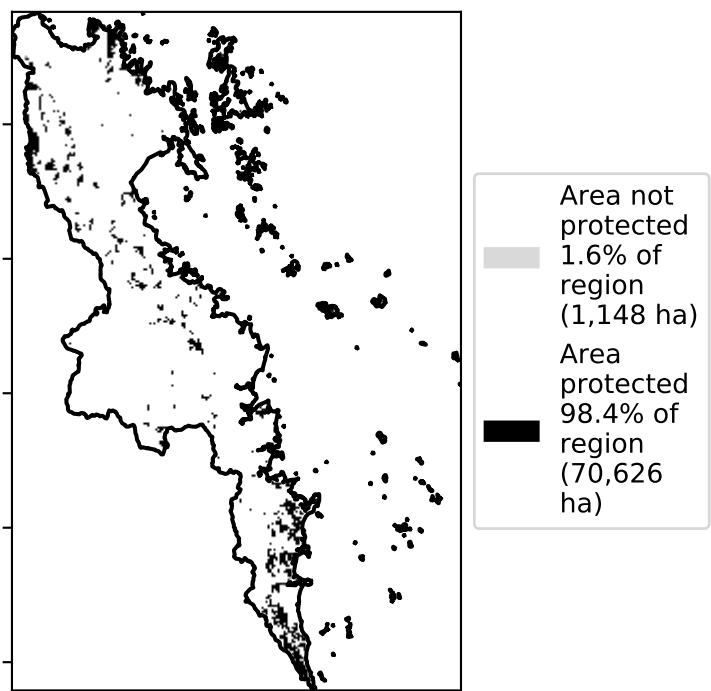 Area not
protected
1.6% of
region
(1,148 ha)
Area
protected
98.4% of
region
(70,626
ha)